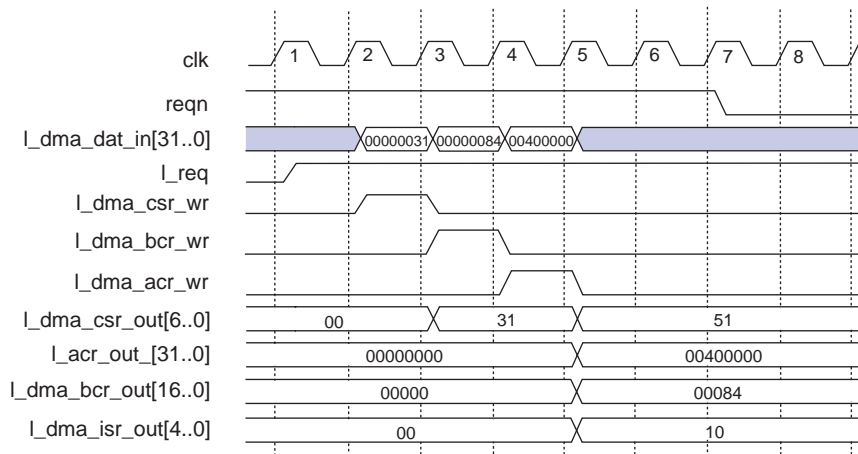 clk 1 2 3 4 5 6 7 8
reqn
l_dma_dat_in[31..0] 00000031 00000084 00400000
l_req
l_dma_csr_wr
l_dma_bcr_wr
l_dma_acr_wr
l_dma_csr_out[6..0] 00 31 51
l_acr_out_[31..0] 00000000 00400000
l_dma_bcr_out[16..0] 00000 00084
l_dma_isr_out[4..0] 00 10